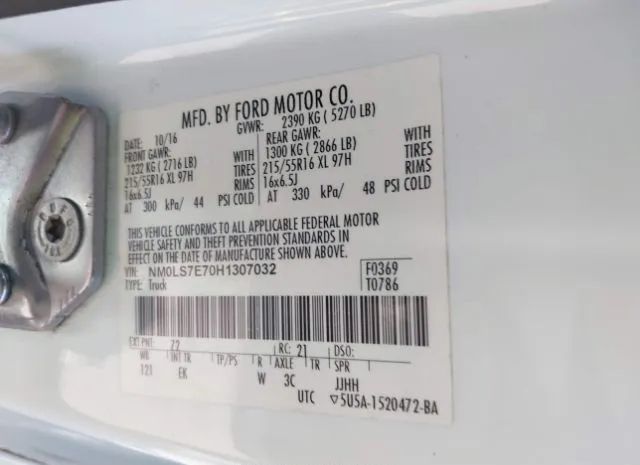 MFD. BY FORD MOTOR CO.
DATE: 10/16 GVWR: 2390 KG ( 5270 LB)
FRONT GAWR: REAR GAWR:
1232 KG ( 2716 LB) WITH 1300 KG ( 2866 LB) WITH
215/55R16 XL 97H TIRES 215/55R16 XL 97H TIRES
16x6.5J RIMS 16x6.5J RIMS
AT 300 kPa/ 44 PSI COLD AT 330 kPa/ 48 PSI COLD
THIS VEHICLE CONFORMS TO ALL APPLICABLE FEDERAL MOTOR
VEHICLE SAFETY AND THEFT PREVENTION STANDARDS IN
EFFECT ON THE DATE OF MANUFACTURE SHOWN ABOVE.
VIN: NM0LS7E70H1307032 F0369
TYPE: Truck T0786
EXT PNT: Z2 RC: 21 DSO:
WB INT TR TP/PS R AXLE TR SPR
121 EK W 3C JJHH
UTC ▽5U5A-1520472-BA